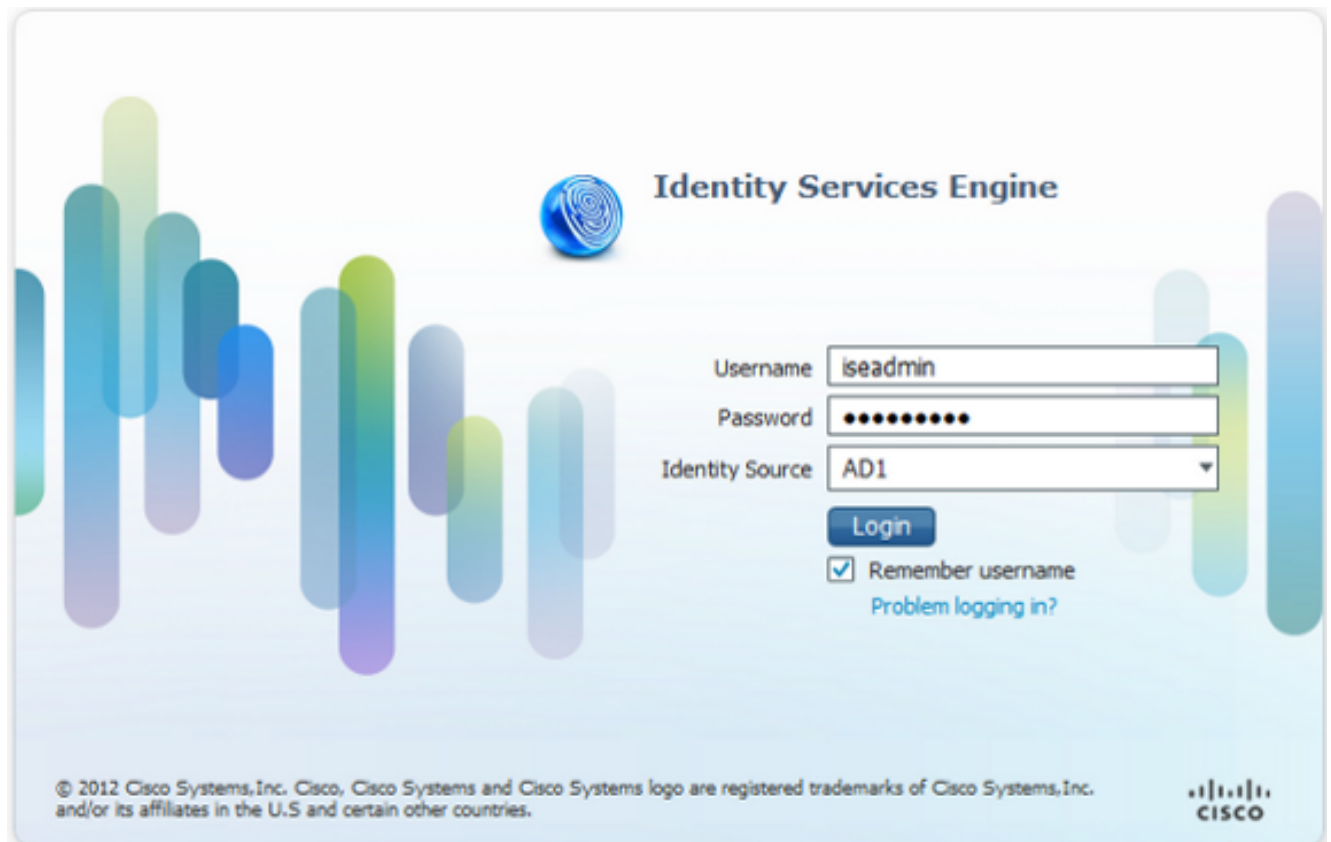 Identity Services Engine
Username iseadmin
Password •••••••••
Identity Source AD1
Login
Remember username
Problem logging in?
© 2012 Cisco Systems,Inc. Cisco, Cisco Systems and Cisco Systems logo are registered trademarks of Cisco Systems,Inc.
and/or its affiliates in the U.S and certain other countries.
CISCO